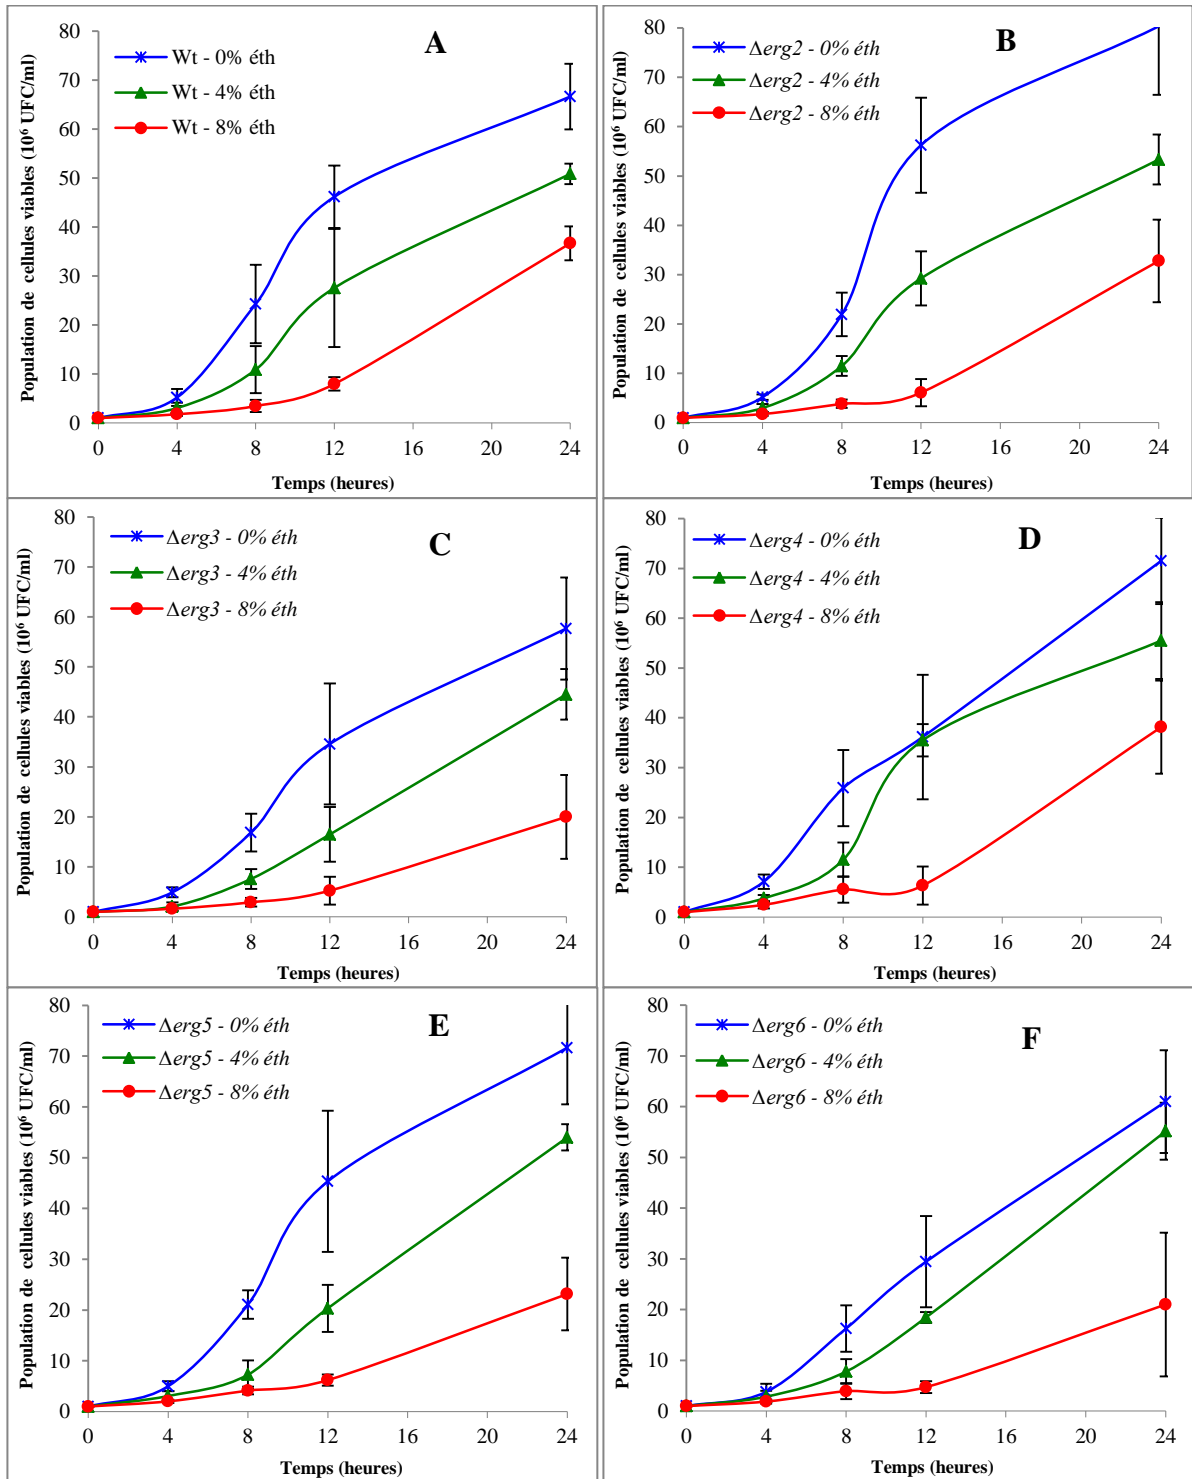 A
Wt - 0% éth
Wt - 4% éth
Wt - 8% éth
Population de cellules viables (10⁶ UFC/ml)
80
70
60
50
40
30
20
10
0
0 4 8 12 16 20 24
Temps (heures)
B
Δerg2 - 0% éth
Δerg2 - 4% éth
Δerg2 - 8% éth
Population de cellules viables (10⁶ UFC/ml)
80
70
60
50
40
30
20
10
0
0 4 8 12 16 20 24
Temps (heures)
C
Δerg3 - 0% éth
Δerg3 - 4% éth
Δerg3 - 8% éth
Population de cellules viables (10⁶ UFC/ml)
80
70
60
50
40
30
20
10
0
0 4 8 12 16 20 24
Temps (heures)
D
Δerg4 - 0% éth
Δerg4 - 4% éth
Δerg4 - 8% éth
Population de cellules viables (10⁶ UFC/ml)
80
70
60
50
40
30
20
10
0
0 4 8 12 16 20 24
Temps (heures)
E
Δerg5 - 0% éth
Δerg5 - 4% éth
Δerg5 - 8% éth
Population de cellules viables (10⁶ UFC/ml)
80
70
60
50
40
30
20
10
0
0 4 8 12 16 20 24
Temps (heures)
F
Δerg6 - 0% éth
Δerg6 - 4% éth
Δerg6 - 8% éth
Population de cellules viables (10⁶ UFC/ml)
80
70
60
50
40
30
20
10
0
0 4 8 12 16 20 24
Temps (heures)